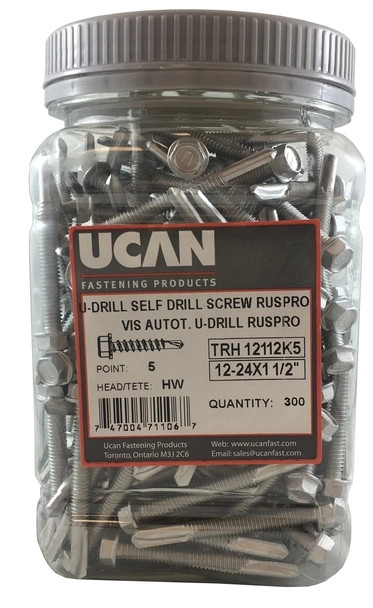 UCAN
FASTENING PRODUCTS
U-DRILL SELF DRILL SCREW RUSPRO
VIS AUTOT. U-DRILL RUSPRO
TRH 12112K5
POINT: 5
12-24X1 1/2"
HEAD/TETE: HW
QUANTITY: 300
7 47004 71106 7
Ucan Fastening Products
Toronto, Ontario M3J 2C6
Web: www.ucanfast.com
Email: sales@ucanfast.com